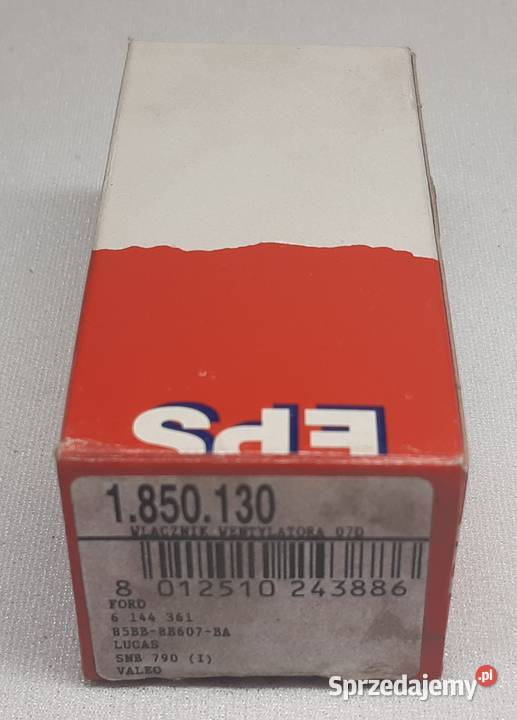 EPS
1.850.130
WLACZNIK WENTYLATORA 07D
8 012510 243886
FORD
6 144 361
85BB-8B607-BA
LUCAS
SNB 790 (I)
VALEO
Sprzedajemy.pl